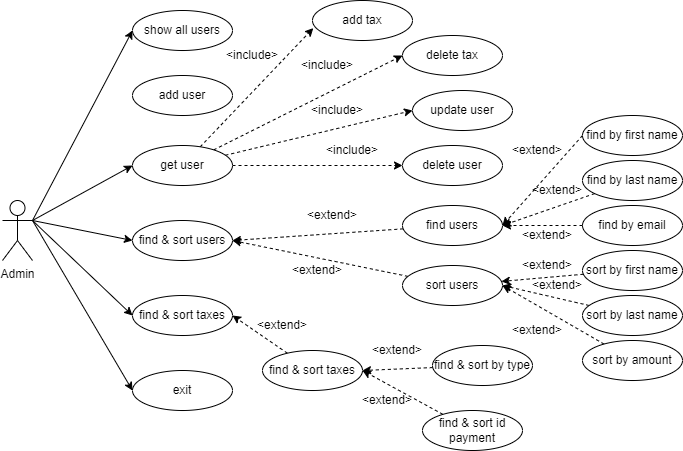 add tax
show all users
<include>
delete tax
<include>
add user
<include>
update user
find by first name
<extend>
get user
<include>
delete user
find by last name
<extend>
<extend>
find users
find by email
<extend>
Admin
find & sort users
<extend>
sort users
<extend>
sort by first name
<extend>
find & sort taxes
<extend>
sort by last name
<extend>
sort by amount
find & sort taxes
<extend>
find & sort by type
exit
<extend>
find & sort id
payment